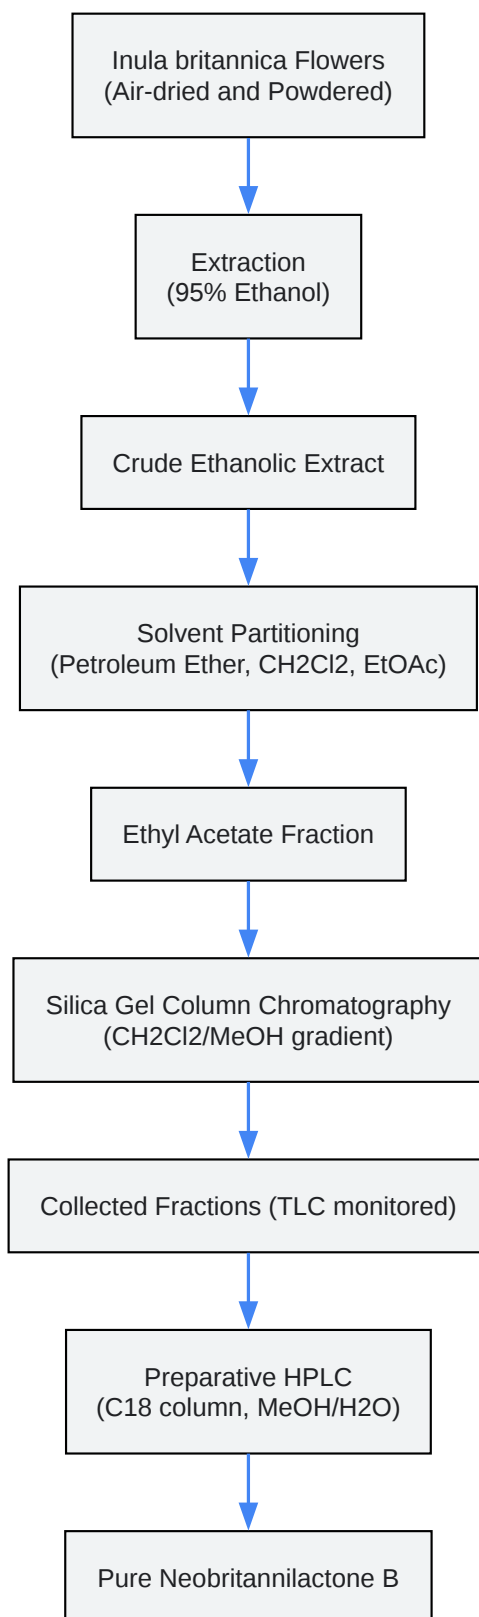 Inula britannica Flowers
(Air-dried and Powdered)
Extraction
(95% Ethanol)
Crude Ethanolic Extract
Solvent Partitioning
(Petroleum Ether, CH2Cl2, EtOAc)
Ethyl Acetate Fraction
Silica Gel Column Chromatography
(CH2Cl2/MeOH gradient)
Collected Fractions (TLC monitored)
Preparative HPLC
(C18 column, MeOH/H2O)
Pure Neobritannilactone B